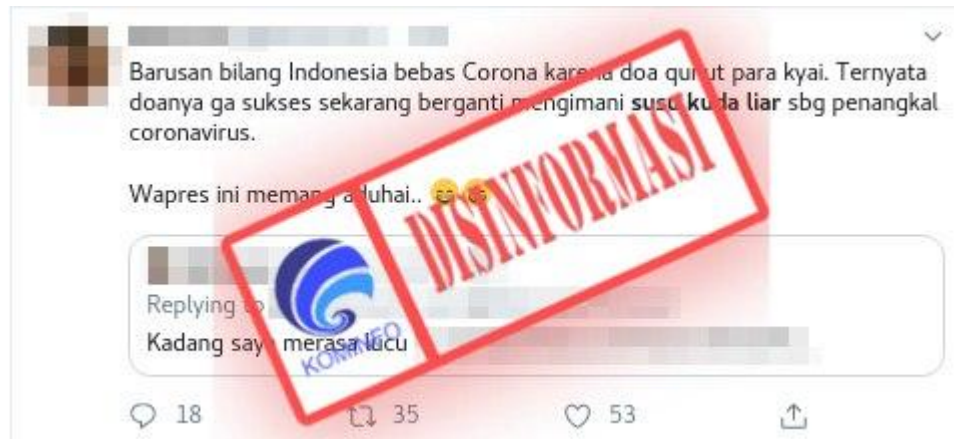 Barusan bilang Indonesia bebas Corona karena doa qunut para kyai. Ternyata
doanya ga sukses sekarang berganti mengimani susu kuda liar sbg penangkal
coronavirus.
Wapres ini memang aduhai..
Replying to
Kadang saya merasa lucu
DISINFORMASI
KOMINFO
18
35
53